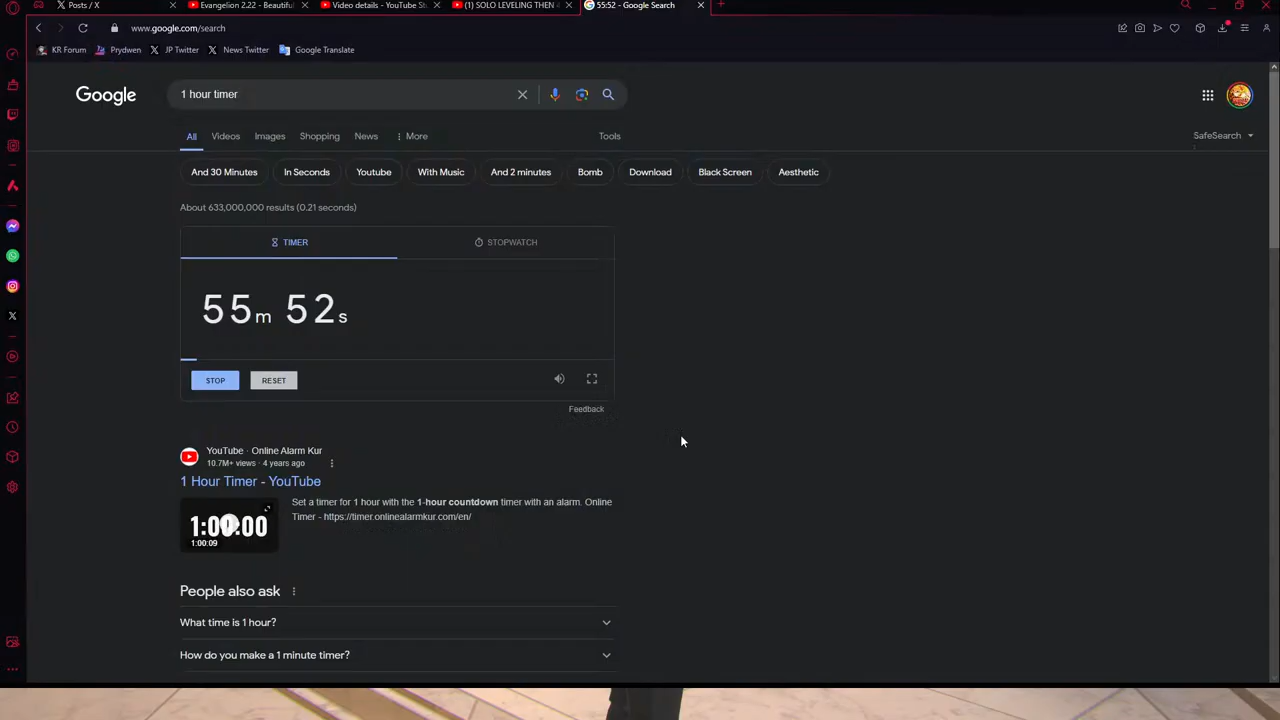 Posts / X
Evangelion 2.22 - Beautiful
Video details - YouTube St
(1) SOLO LEVELING THEN 4
55:52 - Google Search
www.google.com/search
KR Forum
Prydwen
JP Twitter
News Twitter
Google Translate
Google
1 hour timer
All
Videos
Images
Shopping
News
More
Tools
SafeSearch
And 30 Minutes
In Seconds
Youtube
With Music
And 2 minutes
Bomb
Download
Black Screen
Aesthetic
About 633,000,000 results (0.21 seconds)
TIMER
STOPWATCH
55m 52s
STOP
RESET
Feedback
YouTube · Online Alarm Kur
10.7M+ views · 4 years ago
1 Hour Timer - YouTube
1:00:00
1:00:09
Set a timer for 1 hour with the 1-hour countdown timer with an alarm. Online
Timer - https://timer.onlinealarmkur.com/en/
People also ask
What time is 1 hour?
How do you make a 1 minute timer?